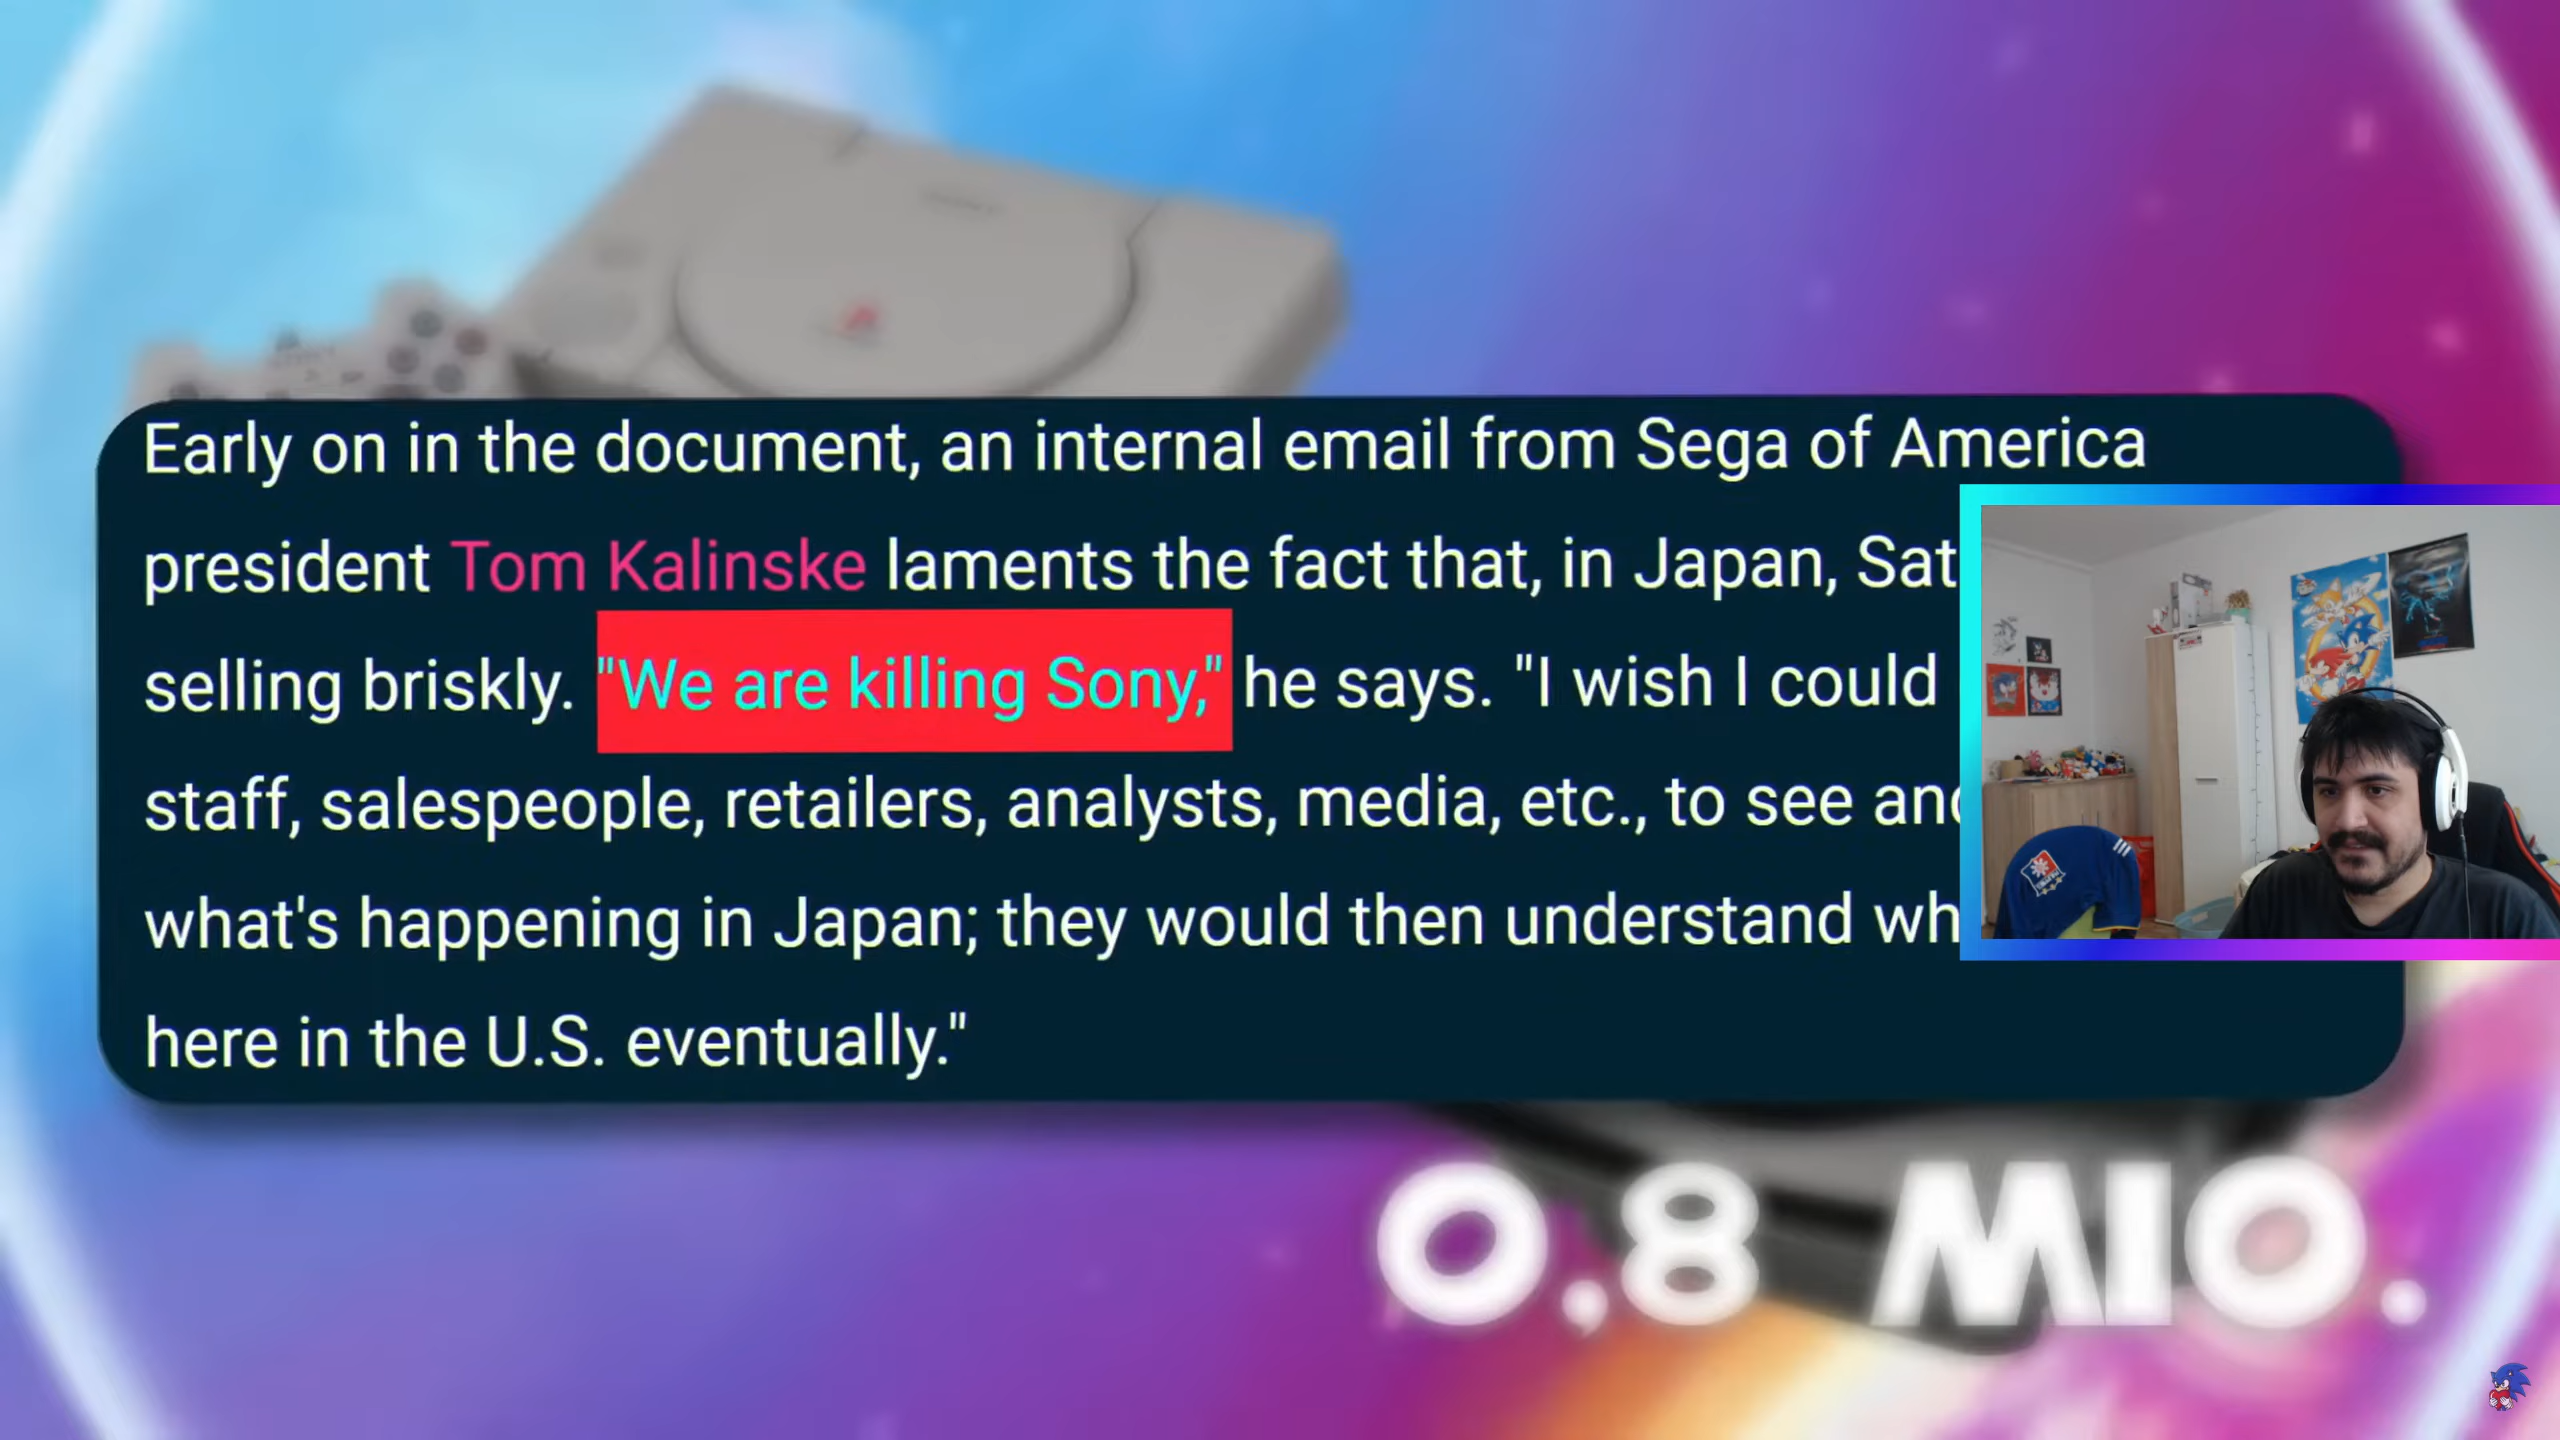 Early on in the document, an internal email from Sega of America
president Tom Kalinske laments the fact that, in Japan, Sat
selling briskly. "We are killing Sony," he says. "I wish I could
staff, salespeople, retailers, analysts, media, etc., to see and
what's happening in Japan; they would then understand wh
here in the U.S. eventually."
0,8 MIO.